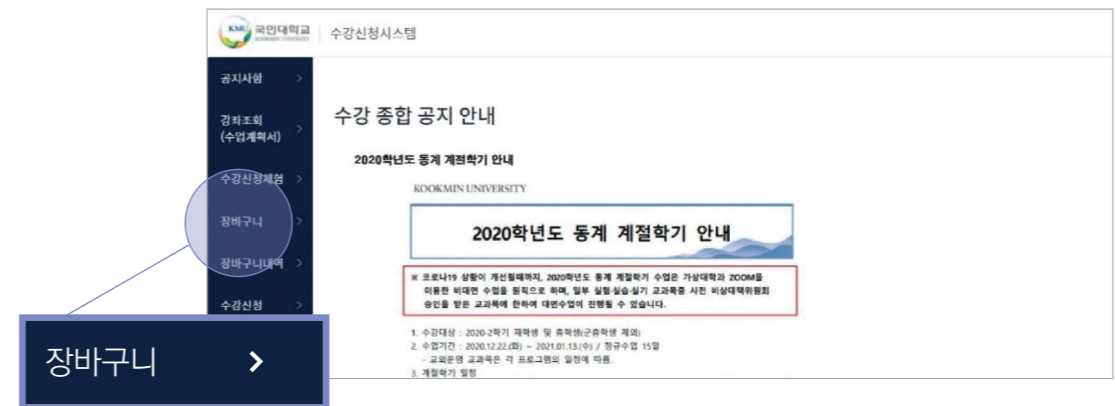 KMU 국민대학교 수강신청시스템
KOOKMIN UNIVERSITY
공지사항
강좌조회
(수업계획서)
수강신청체험
장바구니
장바구니내역
수강신청
장바구니
수강 종합 공지 안내
2020학년도 동계 계절학기 안내
KOOKMIN UNIVERSITY
2020학년도 동계 계절학기 안내
※ 코로나19 상황이 개선될때까지, 2020학년도 동계 계절학기 수업은 가상대학과 ZOOM을
이용한 비대면 수업을 원칙으로 하며, 일부 실험·실습·실기 교과목중 사전 비상대책위원회
승인을 받은 교과목에 한하여 대면수업이 진행될 수 있습니다.
1. 수강대상 : 2020-2학기 재학생 및 휴학생(군휴학생 제외)
2. 수업기간 : 2020.12.22.(화) ~ 2021.01.13.(수) / 정규수업 15일
- 교외운영 교과목은 각 프로그램의 일정에 따름.
3. 계절학기 일정